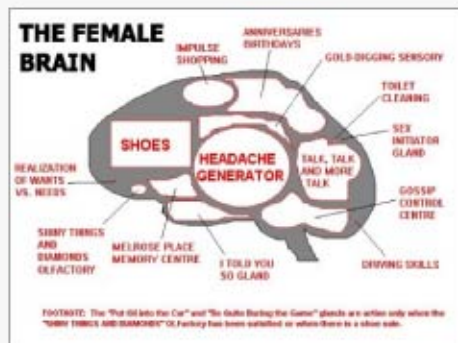 THE FEMALE
BRAIN
ANNIVERSARIES
BIRTHDAYS
IMPULSE
SHOPPING
GOLD-DIGGING SENSORY
TOILET
CLEANING
SEX
INITIATOR
GLAND
SHOES
HEADACHE
GENERATOR
TALK, TALK
AND MORE
TALK
REALIZATION
OF WANTS
VS. NEEDS
GOSSIP
CONTROL
CENTRE
SHINY THINGS
AND
DIAMONDS
OLFACTORY
MELROSE PLACE
MEMORY CENTRE
I TOLD YOU
SO GLAND
DRIVING SKILLS
FOOTNOTE: The "Put Oil into the Car" and "Be Quite During the Game" glands are active only when the
"SHINY THINGS AND DIAMONDS" OLFactory has been satisfied or when there is a shoe sale.